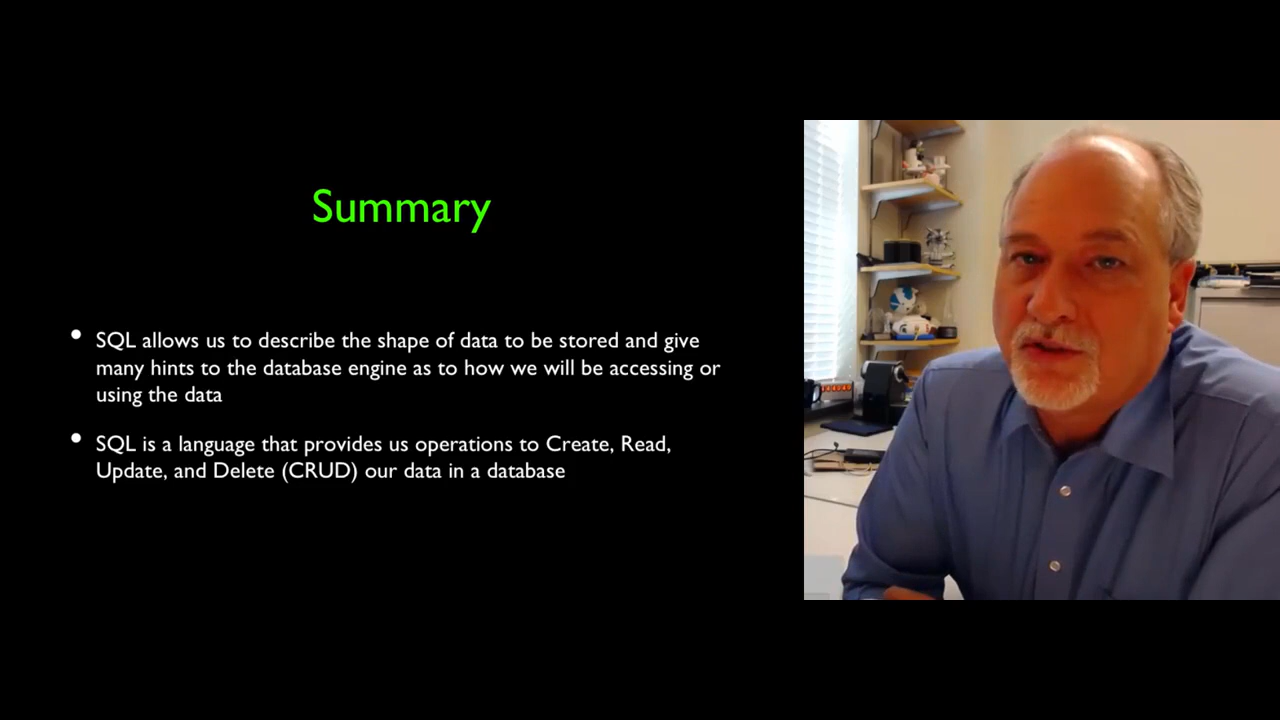 Summary
• SQL allows us to describe the shape of data to be stored and give
many hints to the database engine as to how we will be accessing or
using the data
• SQL is a language that provides us operations to Create, Read,
Update, and Delete (CRUD) our data in a database